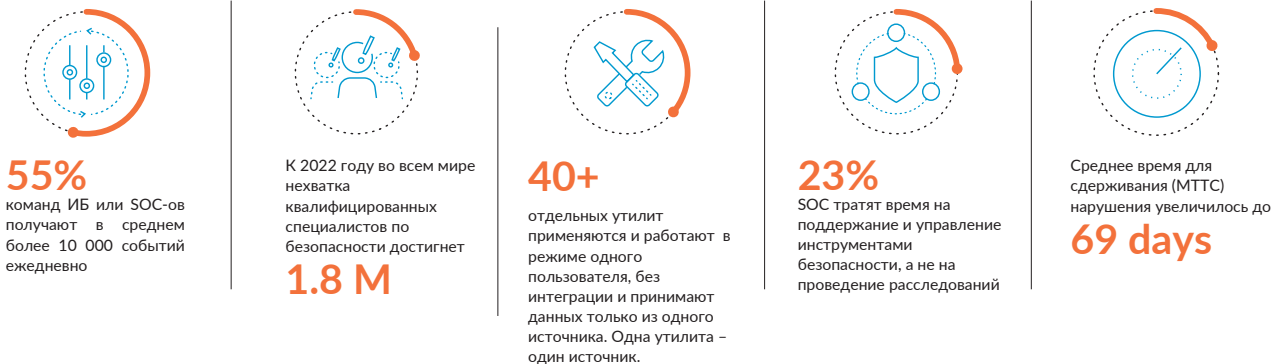 55%
команд ИБ или SOC-ов
получают в среднем
более 10 000 событий
ежедневно
К 2022 году во всем мире
нехватка
квалифицированных
специалистов по
безопасности достигнет
1.8 M
40+
отдельных утилит
применяются и работают в
режиме одного
пользователя, без
интеграции и принимают
данных только из одного
источника. Одна утилита –
один источник.
23%
SOC тратят время на
поддержание и управление
инструментами
безопасности, а не на
проведение расследований
Среднее время для
сдерживания (MTTC)
нарушения увеличилось до
69 days